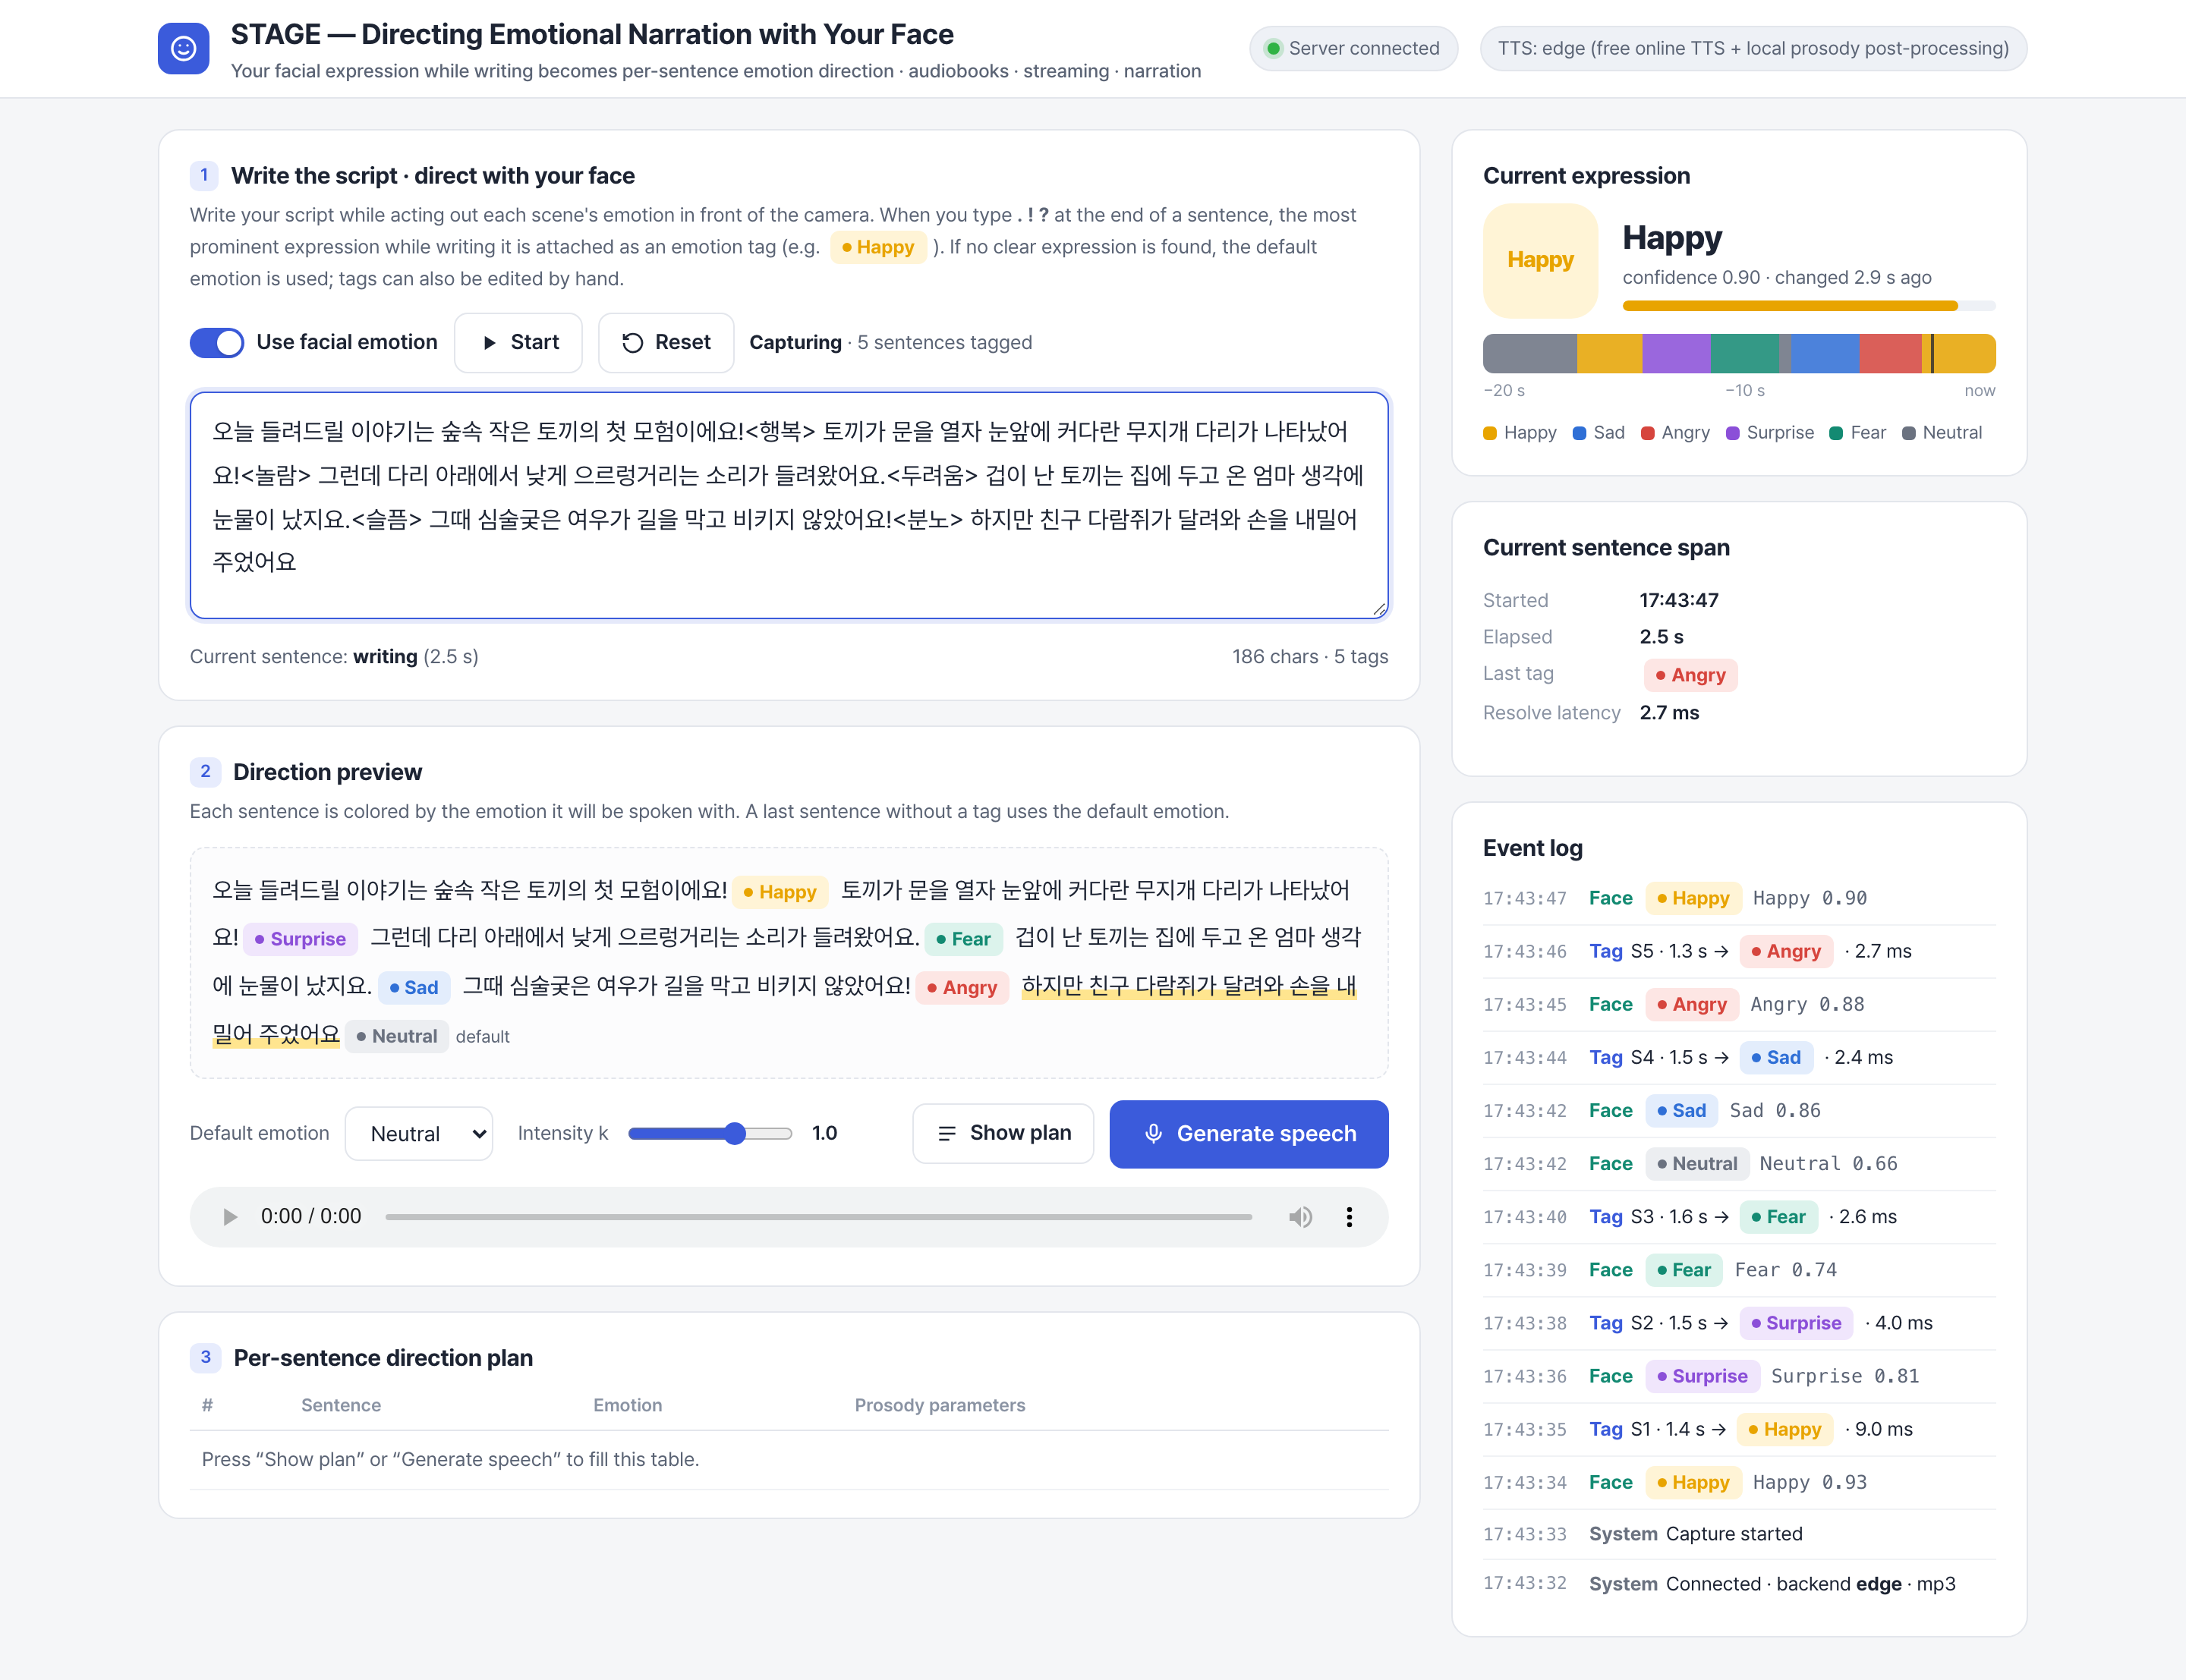 STAGE — Directing Emotional Narration with Your Face
Your facial expression while writing becomes per-sentence emotion direction · audiobooks · streaming · narration
Server connected
TTS: edge (free online TTS + local prosody post-processing)
1 Write the script · direct with your face
Write your script while acting out each scene's emotion in front of the camera. When you type . ! ? at the end of a sentence, the most
prominent expression while writing it is attached as an emotion tag (e.g. Happy ). If no clear expression is found, the default
emotion is used; tags can also be edited by hand.
Use facial emotion Start Reset Capturing · 5 sentences tagged
오늘 들려드릴 이야기는 숲속 작은 토끼의 첫 모험이에요!<행복> 토끼가 문을 열자 눈앞에 커다란 무지개 다리가 나타났어
요!<놀람> 그런데 다리 아래에서 낮게 으르렁거리는 소리가 들려왔어요.<두려움> 겁이 난 토끼는 집에 두고 온 엄마 생각에
눈물이 났지요.<슬픔> 그때 심술궂은 여우가 길을 막고 비키지 않았어요!<분노> 하지만 친구 다람쥐가 달려와 손을 내밀어
주었어요
Current sentence: writing (2.5 s)
186 chars · 5 tags
2 Direction preview
Each sentence is colored by the emotion it will be spoken with. A last sentence without a tag uses the default emotion.
오늘 들려드릴 이야기는 숲속 작은 토끼의 첫 모험이에요! Happy 토끼가 문을 열자 눈앞에 커다란 무지개 다리가 나타났어
요! Surprise 그런데 다리 아래에서 낮게 으르렁거리는 소리가 들려왔어요. Fear 겁이 난 토끼는 집에 두고 온 엄마 생각
에 눈물이 났지요. Sad 그때 심술궂은 여우가 길을 막고 비키지 않았어요! Angry 하지만 친구 다람쥐가 달려와 손을 내
밀어 주었어요 Neutral default
Default emotion Neutral Intensity k 1.0 Show plan Generate speech
0:00 / 0:00
3 Per-sentence direction plan
# Sentence Emotion Prosody parameters
Press “Show plan” or “Generate speech” to fill this table.
Current expression
Happy
Happy
confidence 0.90 · changed 2.9 s ago
−20 s −10 s now
Happy Sad Angry Surprise Fear Neutral
Current sentence span
Started 17:43:47
Elapsed 2.5 s
Last tag Angry
Resolve latency 2.7 ms
Event log
17:43:47 Face Happy Happy 0.90
17:43:46 Tag S5 · 1.3 s → Angry · 2.7 ms
17:43:45 Face Angry Angry 0.88
17:43:44 Tag S4 · 1.5 s → Sad · 2.4 ms
17:43:42 Face Sad Sad 0.86
17:43:42 Face Neutral Neutral 0.66
17:43:40 Tag S3 · 1.6 s → Fear · 2.6 ms
17:43:39 Face Fear Fear 0.74
17:43:38 Tag S2 · 1.5 s → Surprise · 4.0 ms
17:43:36 Face Surprise Surprise 0.81
17:43:35 Tag S1 · 1.4 s → Happy · 9.0 ms
17:43:34 Face Happy Happy 0.93
17:43:33 System Capture started
17:43:32 System Connected · backend edge · mp3